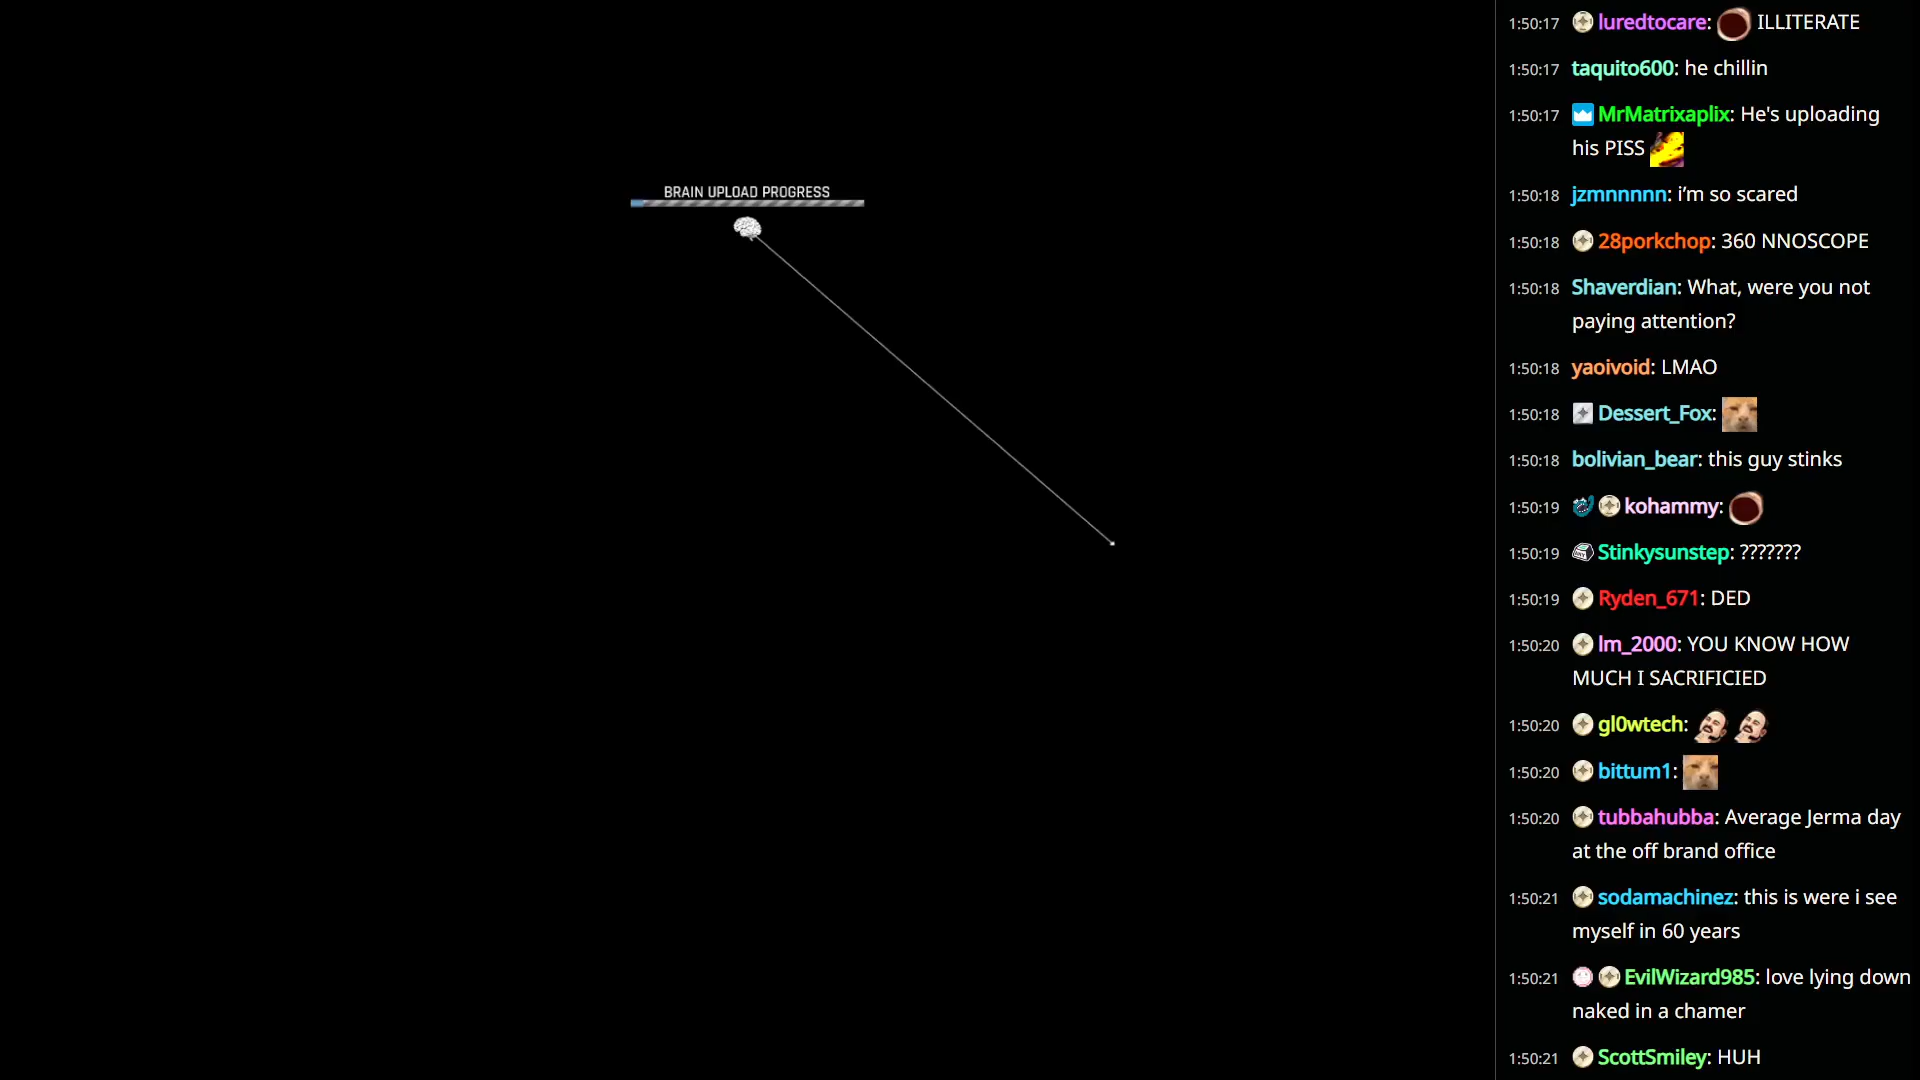 BRAIN UPLOAD PROGRESS
1:50:17 luredtocare: ILLITERATE
1:50:17 taquito600: he chillin
1:50:17 MrMatrixaplix: He's uploading
his PISS
1:50:18 jzmnnnnn: i’m so scared
1:50:18 28porkchop: 360 NNOSCOPE
1:50:18 Shaverdian: What, were you not
paying attention?
1:50:18 yaoivoid: LMAO
1:50:18 Dessert_Fox:
1:50:18 bolivian_bear: this guy stinks
1:50:19 kohammy:
1:50:19 Stinkysunstep: ???????
1:50:19 Ryden_671: DED
1:50:20 lm_2000: YOU KNOW HOW
MUCH I SACRIFICIED
1:50:20 gl0wtech:
1:50:20 bittum1:
1:50:20 tubbahubba: Average Jerma day
at the off brand office
1:50:21 sodamachinez: this is were i see
myself in 60 years
1:50:21 EvilWizard985: love lying down
naked in a chamer
1:50:21 ScottSmiley: HUH